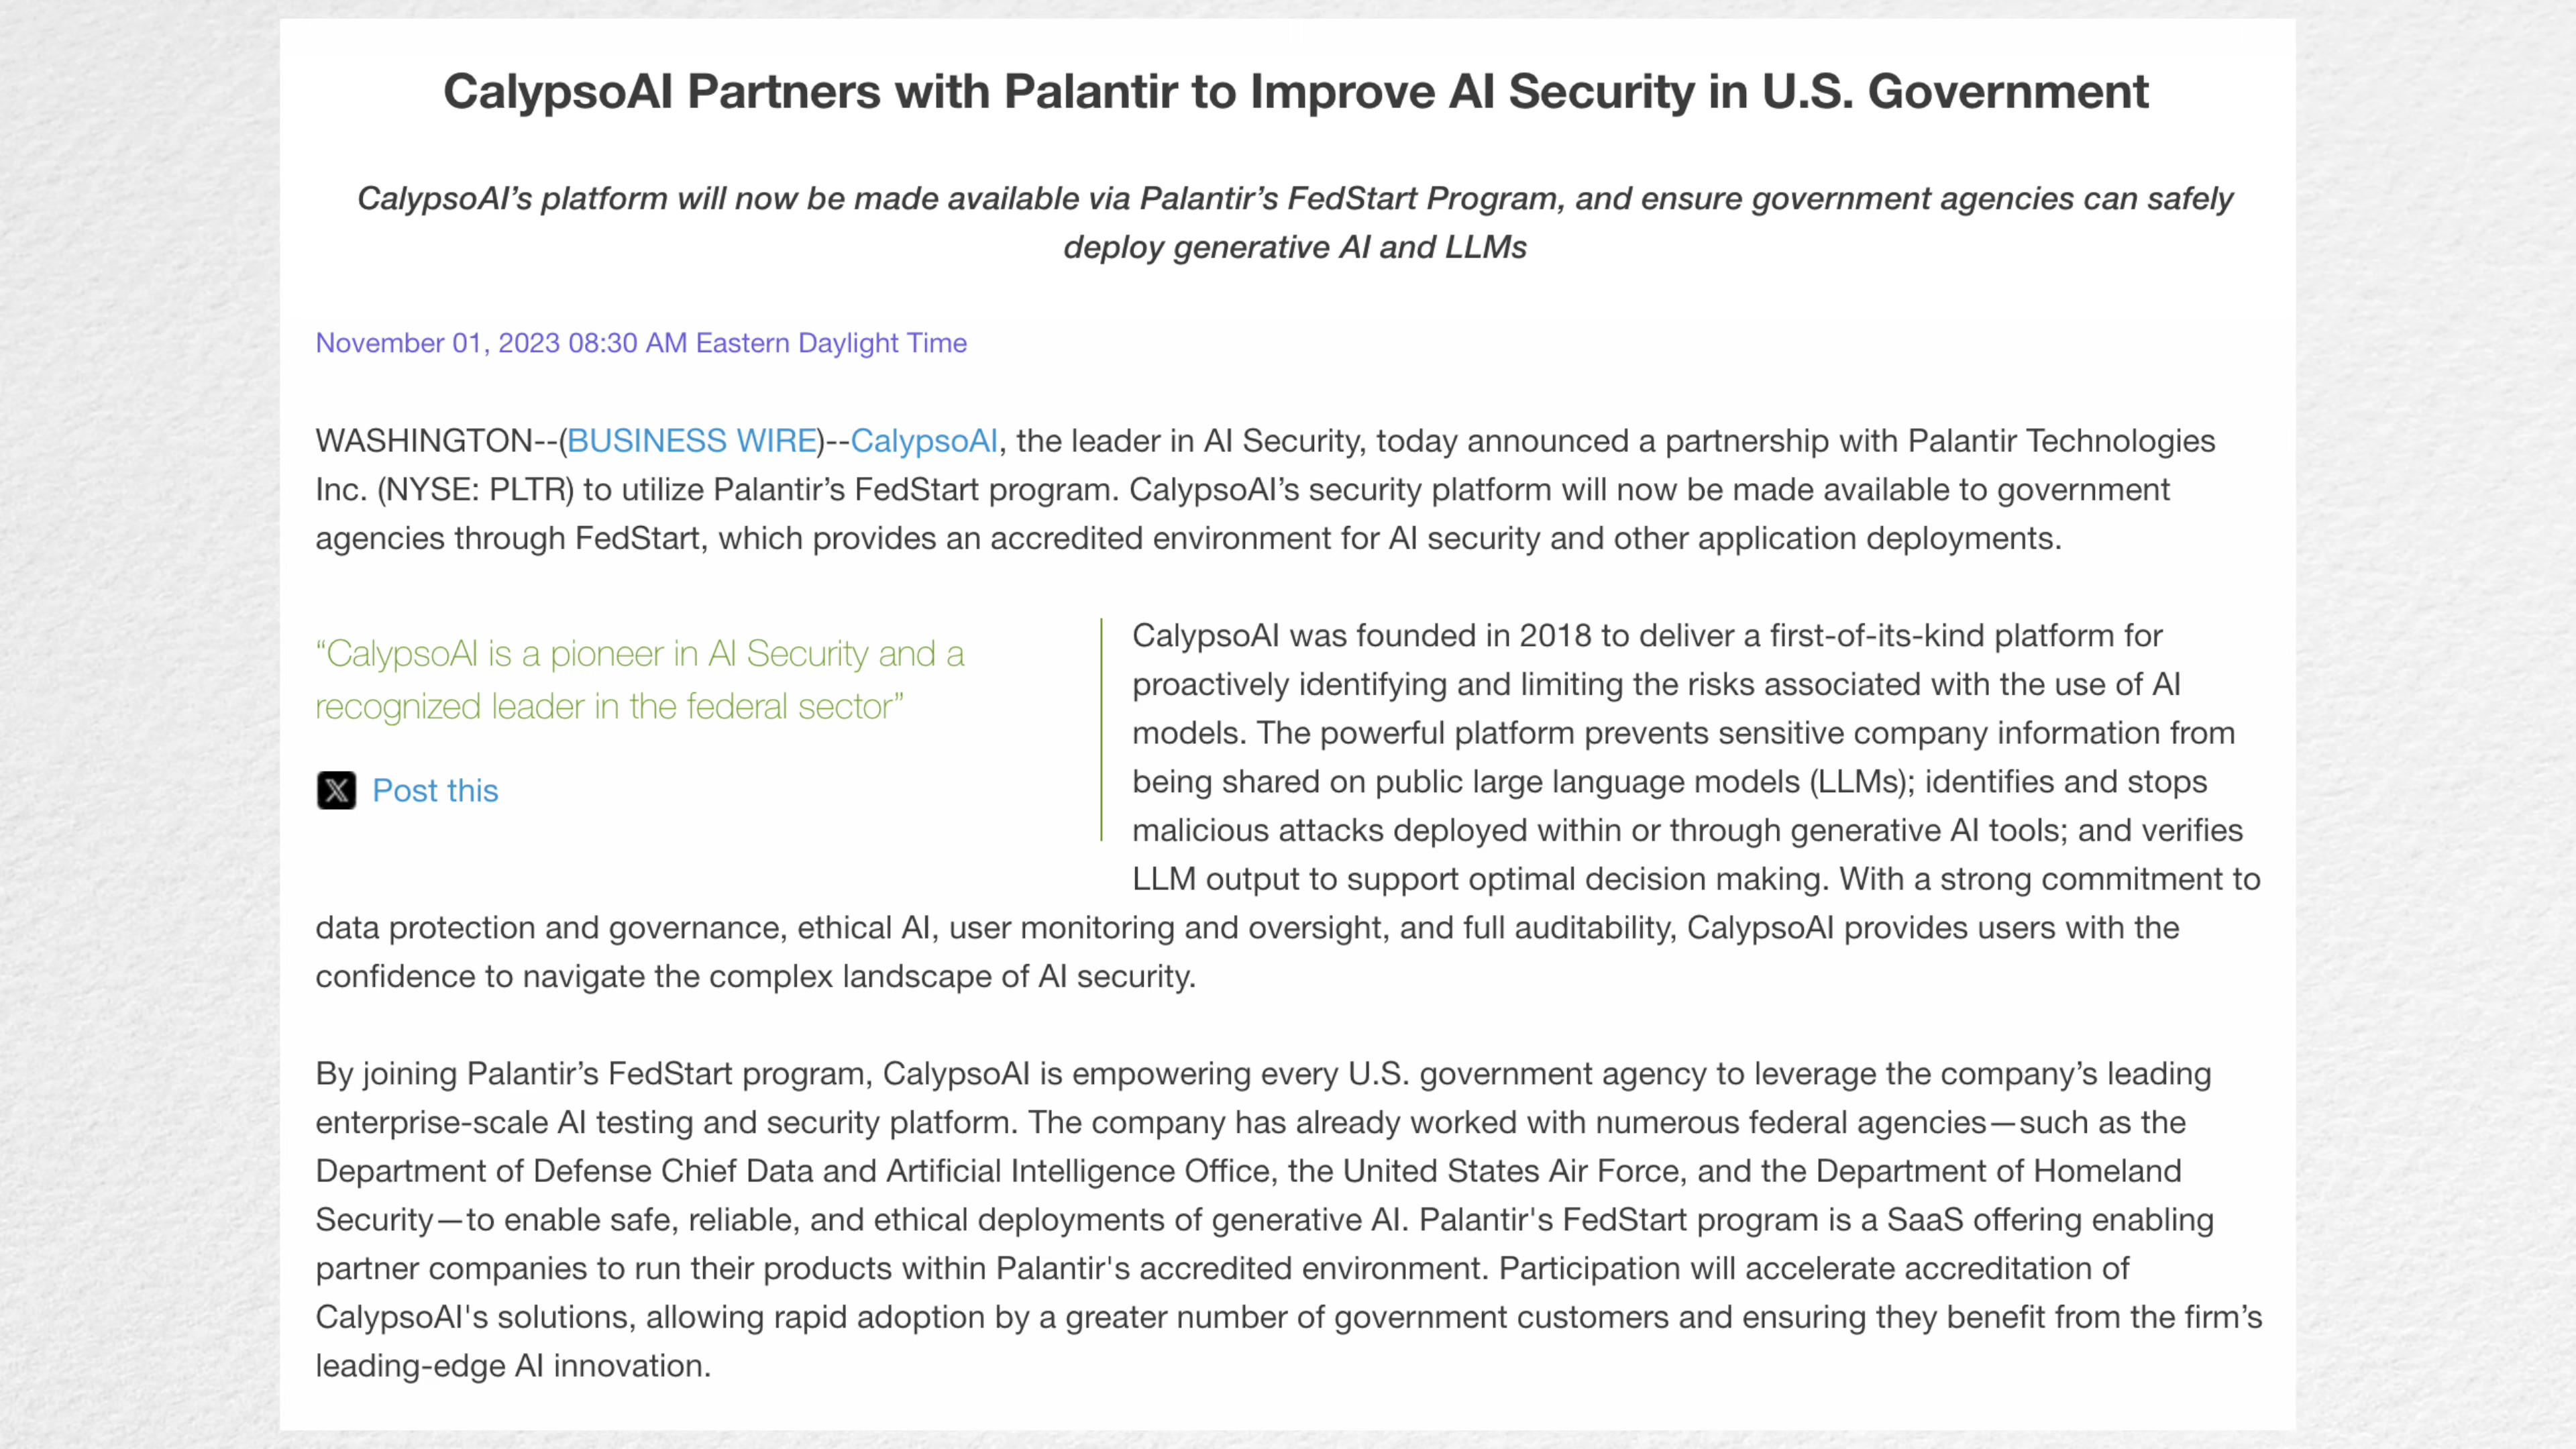 CalypsoAI Partners with Palantir to Improve AI Security in U.S. Government
CalypsoAI’s platform will now be made available via Palantir’s FedStart Program, and ensure government agencies can safely
deploy generative AI and LLMs
November 01, 2023 08:30 AM Eastern Daylight Time
WASHINGTON--(BUSINESS WIRE)--CalypsoAI, the leader in AI Security, today announced a partnership with Palantir Technologies
Inc. (NYSE: PLTR) to utilize Palantir’s FedStart program. CalypsoAI’s security platform will now be made available to government
agencies through FedStart, which provides an accredited environment for AI security and other application deployments.
“CalypsoAI is a pioneer in AI Security and a
recognized leader in the federal sector”
Post this
CalypsoAI was founded in 2018 to deliver a first-of-its-kind platform for
proactively identifying and limiting the risks associated with the use of AI
models. The powerful platform prevents sensitive company information from
being shared on public large language models (LLMs); identifies and stops
malicious attacks deployed within or through generative AI tools; and verifies
LLM output to support optimal decision making. With a strong commitment to
data protection and governance, ethical AI, user monitoring and oversight, and full auditability, CalypsoAI provides users with the
confidence to navigate the complex landscape of AI security.
By joining Palantir’s FedStart program, CalypsoAI is empowering every U.S. government agency to leverage the company’s leading
enterprise-scale AI testing and security platform. The company has already worked with numerous federal agencies—such as the
Department of Defense Chief Data and Artificial Intelligence Office, the United States Air Force, and the Department of Homeland
Security—to enable safe, reliable, and ethical deployments of generative AI. Palantir's FedStart program is a SaaS offering enabling
partner companies to run their products within Palantir's accredited environment. Participation will accelerate accreditation of
CalypsoAI's solutions, allowing rapid adoption by a greater number of government customers and ensuring they benefit from the firm’s
leading-edge AI innovation.